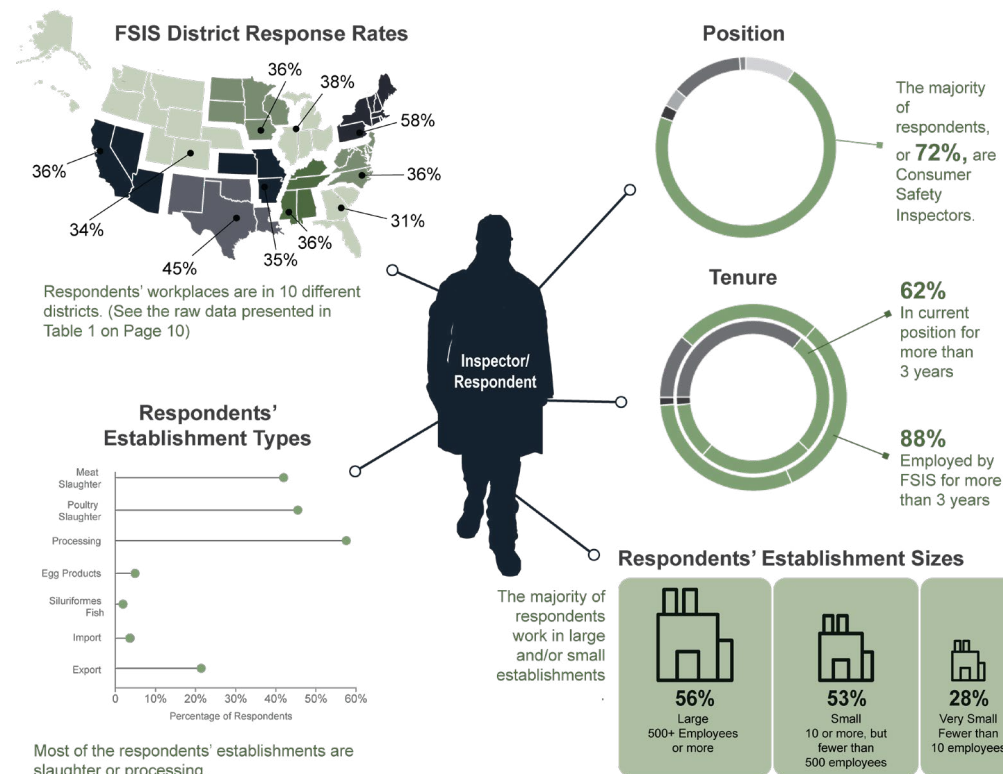 FSIS District Response Rates
36%
38%
58%
36%
36%
31%
34%
36%
35%
45%
Respondents' workplaces are in 10 different
districts. (See the raw data presented in
Table 1 on Page 10)
Position
The majority
of
respondents,
or 72%, are
Consumer
Safety
Inspectors.
Tenure
62%
In current
position for
more than
3 years
88%
Employed by
FSIS for more
than 3 years
Inspector/
Respondent
Respondents'
Establishment Types
Meat
Slaughter
Poultry
Slaughter
Processing
Egg Products
Siluriformes
Fish
Import
Export
0
10%
20%
30%
40%
50%
60%
Percentage of Respondents
Most of the respondents' establishments are
slaughter or processing
The majority of
respondents
work in large
and/or small
establishments
.
Respondents' Establishment Sizes
56%
Large
500+ Employees
or more
53%
Small
10 or more, but
fewer than
500 employees
28%
Very Small
Fewer than
10 employees